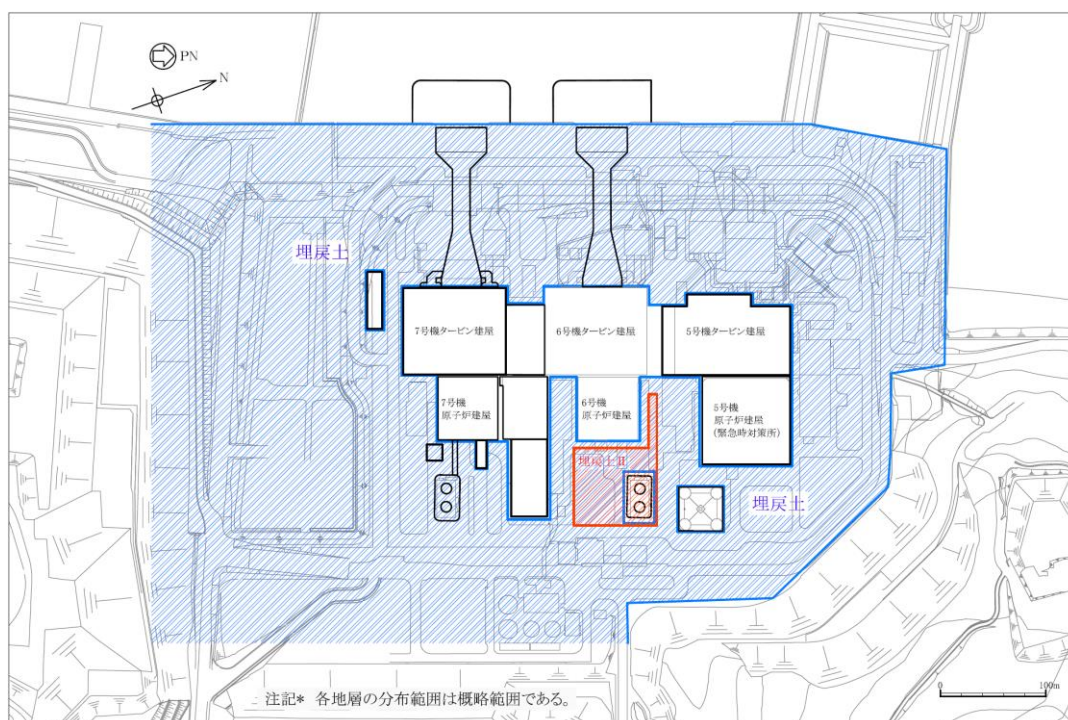 PN
N
埋戻土
7号機タービン建屋
6号機タービン建屋
5号機タービン建屋
7号機
原子炉建屋
6号機
原子炉建屋
5号機
原子炉建屋
(緊急時対策所)
埋戻土Ⅱ
埋戻土
注記* 各地層の分布範囲は概略範囲である。
0
100m